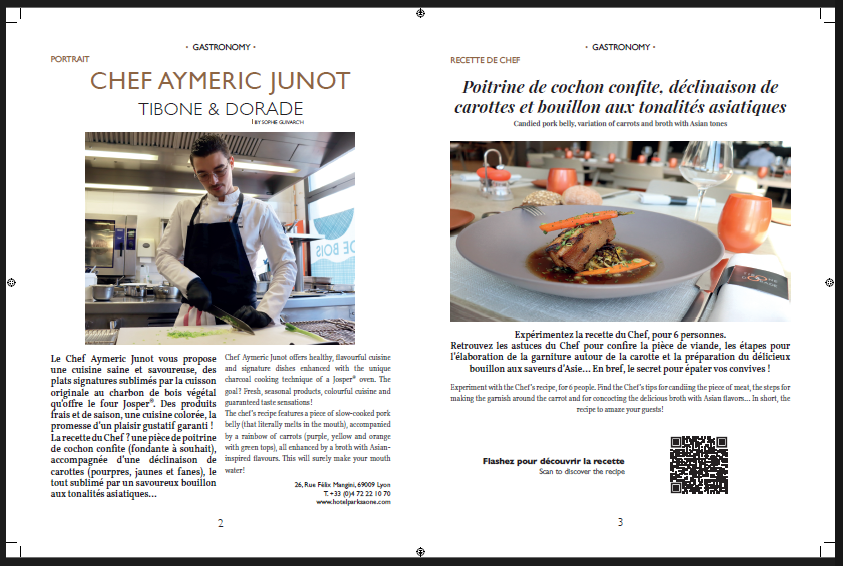 · GASTRONOMY ·
PORTRAIT
CHEF AYMERIC JUNOT
TIBONE & DORADE
| BY SOPHIE GUIVARC'H
DE BOIS
Le Chef Aymeric Junot vous propose
une cuisine saine et savoureuse, des
plats signatures sublimés par la cuisson
originale au charbon de bois végétal
qu'offre le four Josper®. Des produits
frais et de saison, une cuisine colorée, la
promesse d'un plaisir gustatif garanti !
La recette du Chef ? une pièce de poitrine
de cochon confite (fondante à souhait),
accompagnée d'une déclinaison de
carottes (pourpres, jaunes et fanes), le
tout sublimé par un savoureux bouillon
aux tonalités asiatiques...
Chef Aymeric Junot offers healthy, flavourful cuisine
and signature dishes enhanced with the unique
charcoal cooking technique of a Josper® oven. The
goal? Fresh, seasonal products, colourful cuisine and
guaranteed taste sensations!
The chef's recipe features a piece of slow-cooked pork
belly (that literally melts in the mouth), accompanied
by a rainbow of carrots (purple, yellow and orange
with green tops), all enhanced by a broth with Asian-
inspired flavours. This will surely make your mouth
water!
26, Rue Félix Mangini, 69009 Lyon
T. +33 (0)4 72 22 10 70
www.hotelparksaone.com
2
· GASTRONOMY ·
RECETTE DE CHEF
Poitrine de cochon confite, déclinaison de
carottes et bouillon aux tonalités asiatiques
Candied pork belly, variation of carrots and broth with Asian tones
Expérimentez la recette du Chef, pour 6 personnes.
Retrouvez les astuces du Chef pour confire la pièce de viande, les étapes pour
l'élaboration de la garniture autour de la carotte et la préparation du délicieux
bouillon aux saveurs d'Asie... En bref, le secret pour épater vos convives !
Experiment with the Chef's recipe, for 6 people. Find the Chef's tips for candiing the piece of meat, the steps for
making the garnish around the carrot and for concocting the delicious broth with Asian flavors... In short, the
recipe to amaze your guests!
Flashez pour découvrir la recette
Scan to discover the recipe
3